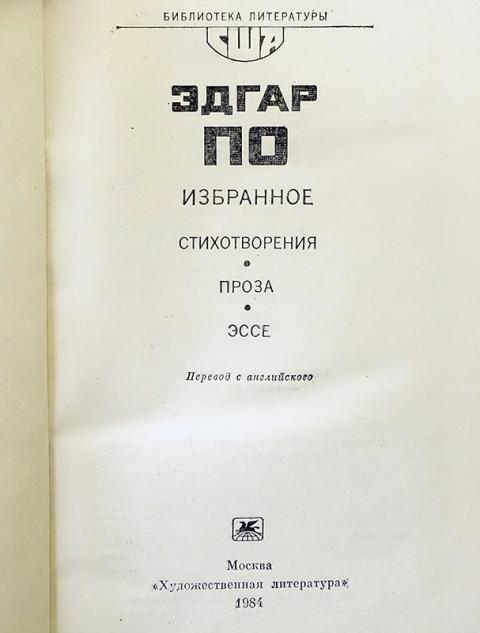 БИБЛИОТЕКА ЛИТЕРАТУРЫ
США
ЭДГАР
ПО
ИЗБРАННОЕ
СТИХОТВОРЕНИЯ
•
ПРОЗА
•
ЭССЕ
Перевод с английского
Москва
«Художественная литература»
1984